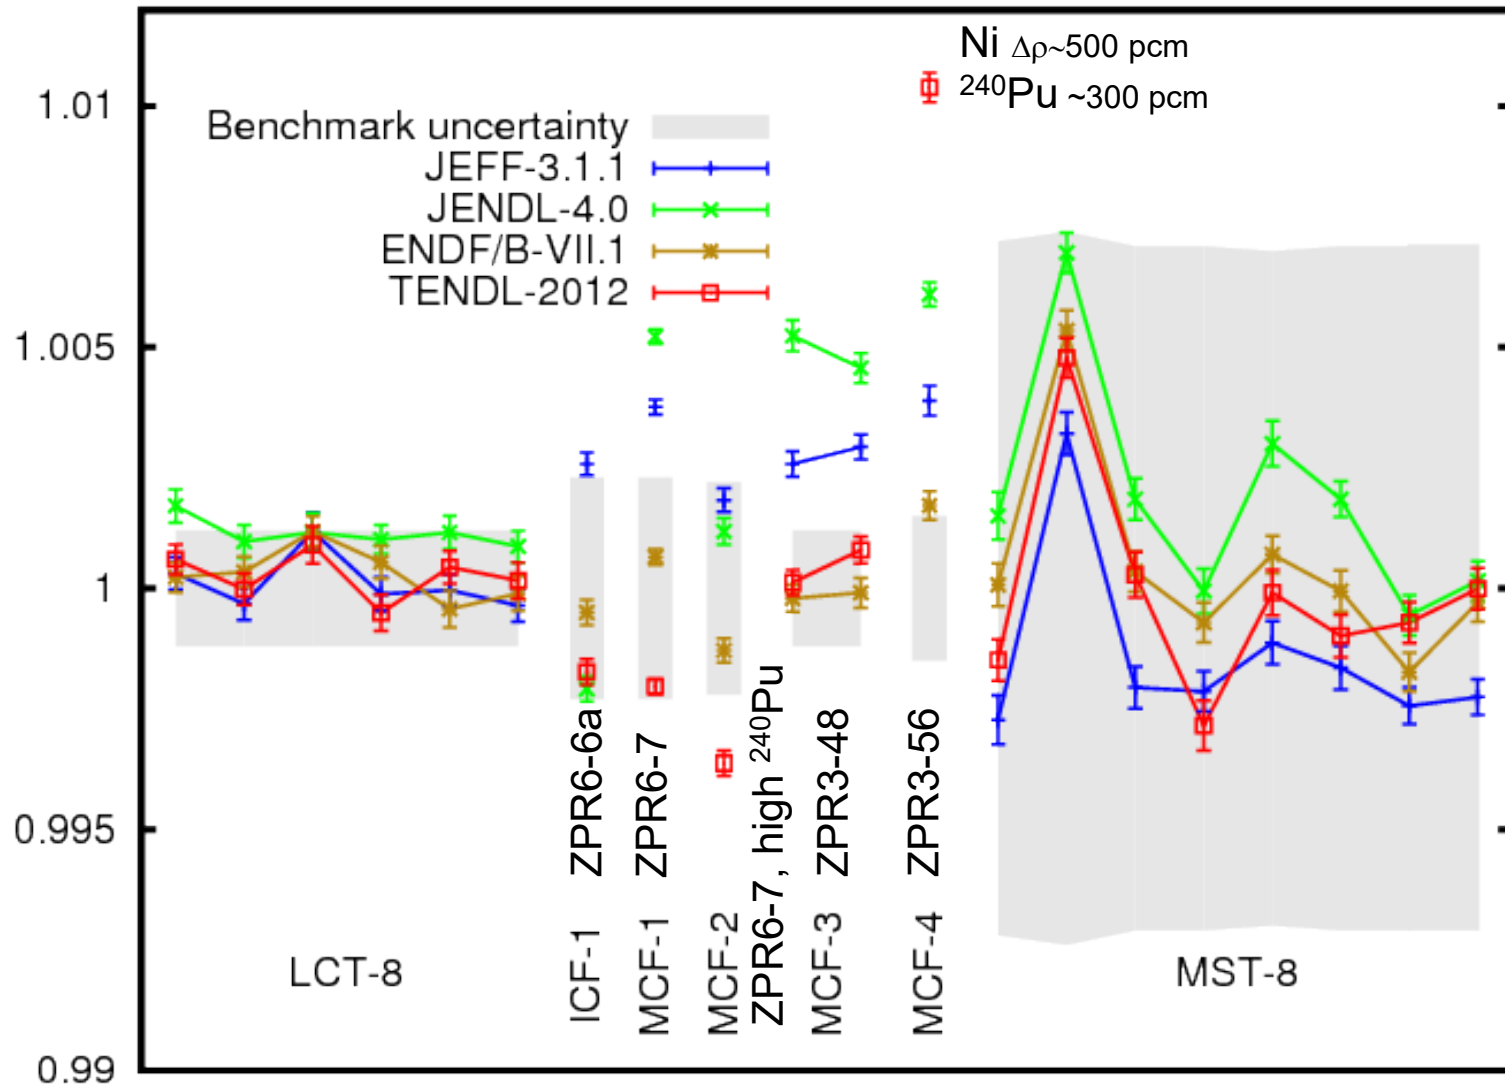 Ni Δρ~500 pcm
²⁴⁰Pu ~300 pcm
1.01
1.005
1
0.995
0.99
Benchmark uncertainty
JEFF-3.1.1
JENDL-4.0
ENDF/B-VII.1
TENDL-2012
LCT-8
ICF-1 ZPR6-6a
MCF-1 ZPR6-7
MCF-2
ZPR6-7, high ²⁴⁰Pu
MCF-3 ZPR3-48
MCF-4 ZPR3-56
MST-8